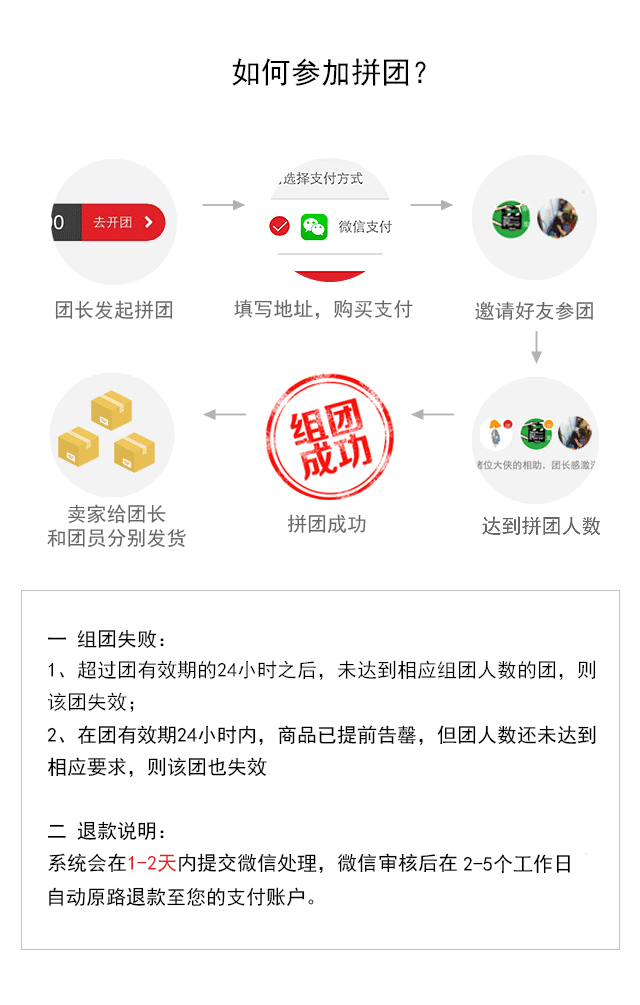 如何参加拼团？
00
去开团
选择支付方式
微信支付
团长发起拼团
填写地址，购买支付
邀请好友参团
组团
成功
位大侠的相助，团长感激
卖家给团长
和团员分别发货
拼团成功
达到拼团人数
一 组团失败：
1、超过团有效期的24小时之后，未达到相应组团人数的团，则
该团失效；
2、在团有效期24小时内，商品已提前告罄，但团人数还未达到
相应要求，则该团也失效
二 退款说明：
系统会在1-2天内提交微信处理，微信审核后在 2-5个工作日
自动原路退款至您的支付账户。